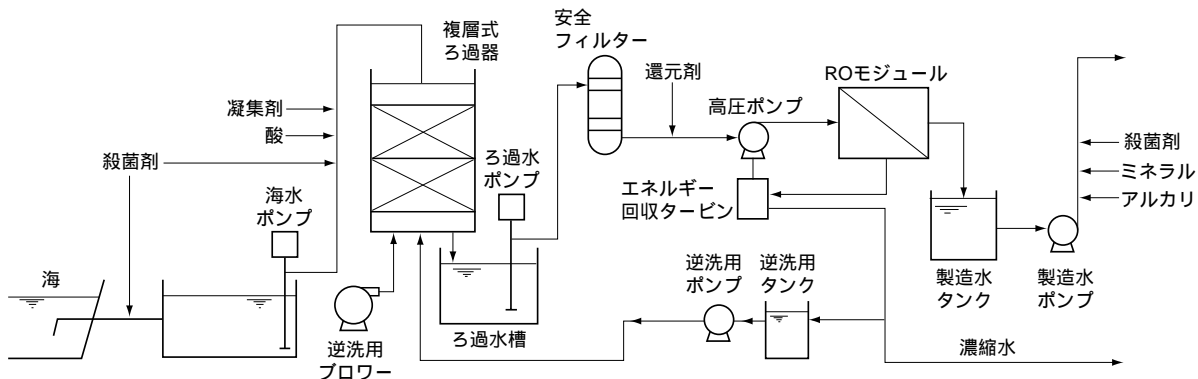 安全
フィルター
複層式
ろ過器
還元剤
ROモジュール
高圧ポンプ
凝集剤
酸
殺菌剤
ろ過水
ポンプ
殺菌剤
ミネラル
アルカリ
エネルギー
回収タービン
海水
ポンプ
海
逆洗用
ポンプ
逆洗用
タンク
製造水
タンク
製造水
ポンプ
ろ過水槽
逆洗用
ブロワー
濃縮水